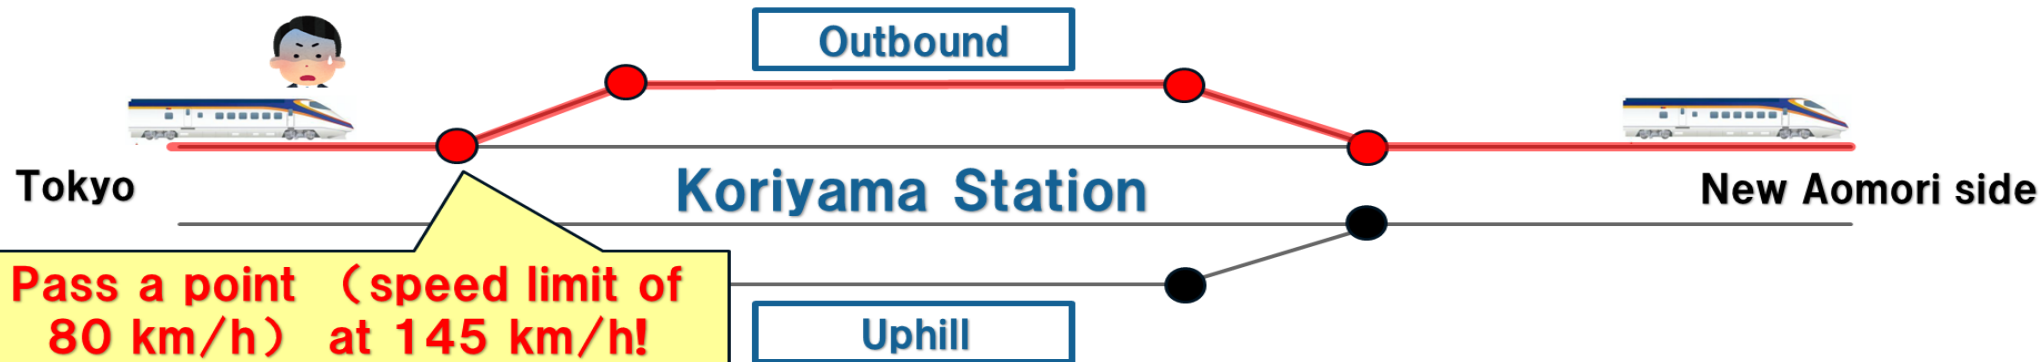 Outbound
Tokyo
Koriyama Station
New Aomori side
Pass a point （speed limit of
80 km/h） at 145 km/h!
Uphill